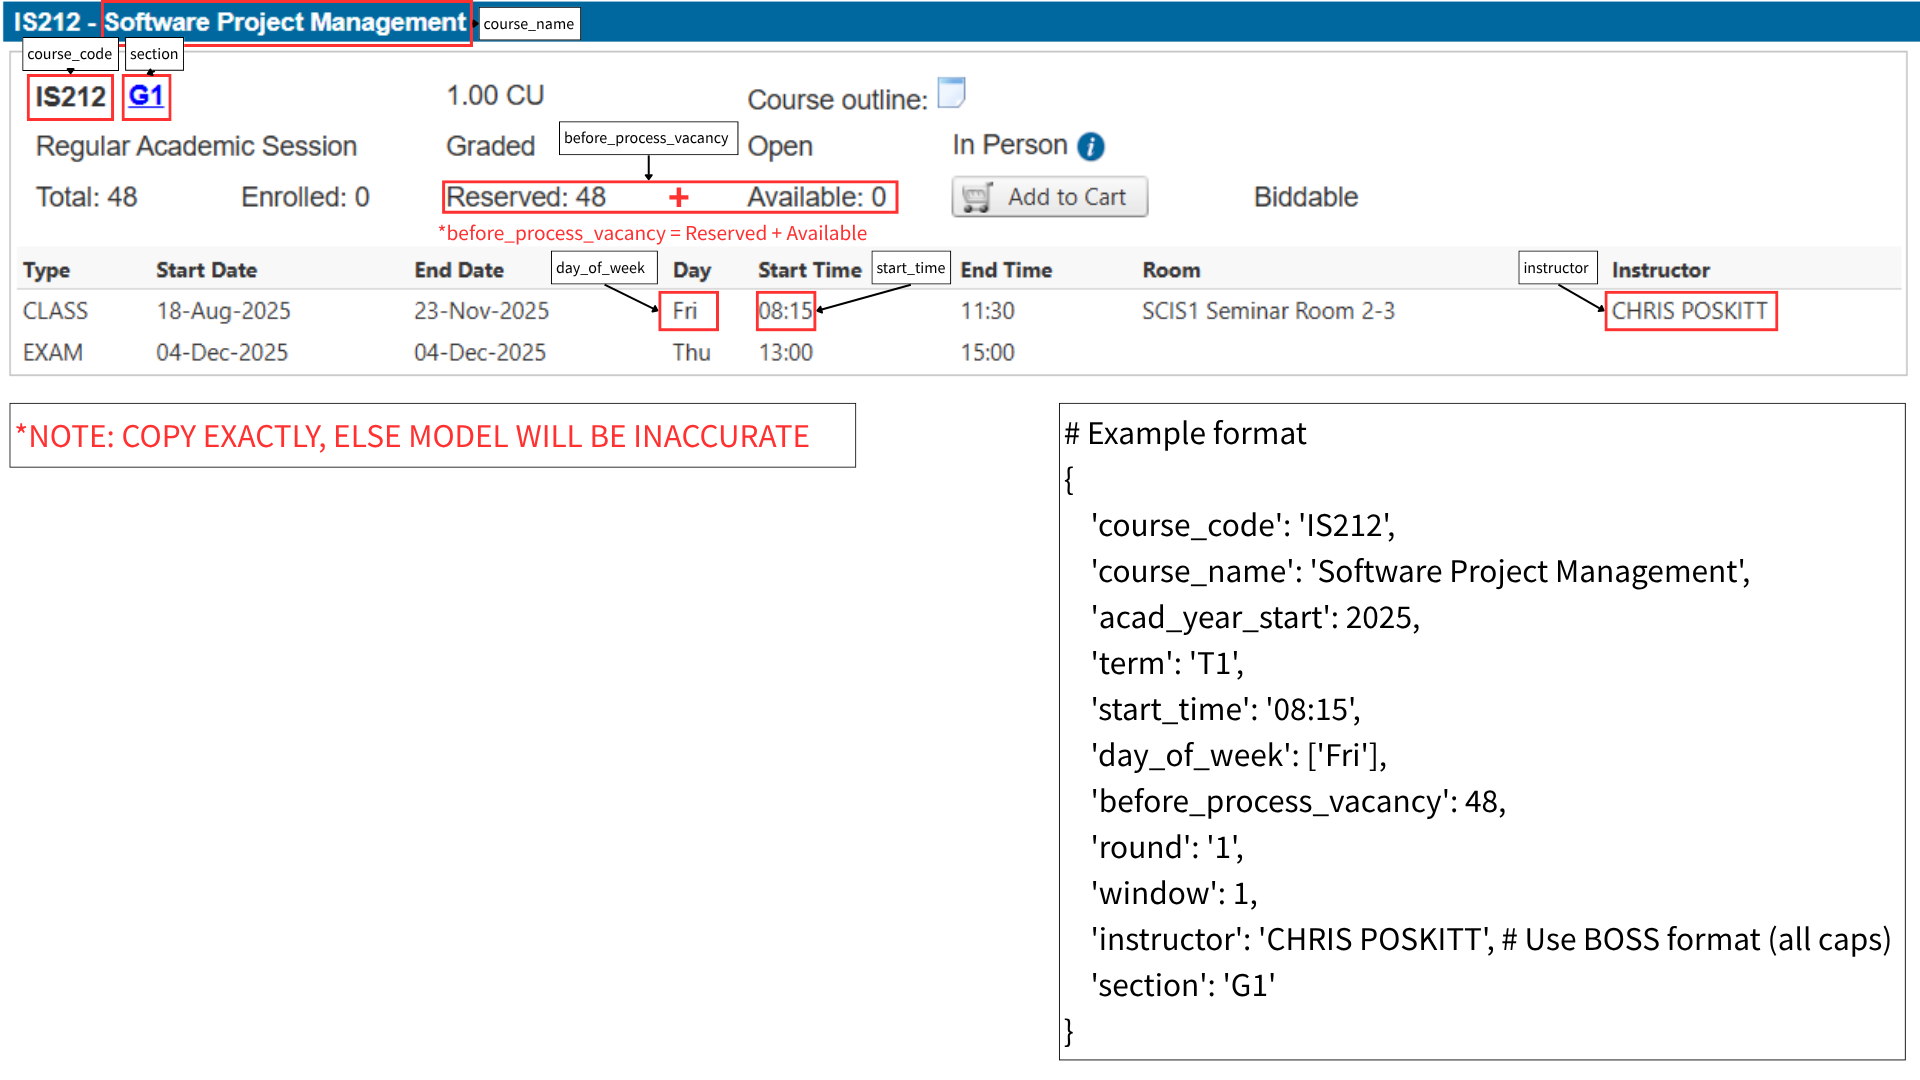 IS212 - Software Project Management
course_name
course_code
section
IS212 G1 1.00 CU Course outline:
before_process_vacancy
Regular Academic Session Graded Open In Person i
Total: 48 Enrolled: 0 Reserved: 48 + Available: 0 Add to Cart Biddable
*before_process_vacancy = Reserved + Available
day_of_week
start_time
instructor
Type Start Date End Date Day Start Time End Time Room Instructor
CLASS 18-Aug-2025 23-Nov-2025 Fri 08:15 11:30 SCIS1 Seminar Room 2-3 CHRIS POSKITT
EXAM 04-Dec-2025 04-Dec-2025 Thu 13:00 15:00
*NOTE: COPY EXACTLY, ELSE MODEL WILL BE INACCURATE
# Example format
{
'course_code': 'IS212',
'course_name': 'Software Project Management',
'acad_year_start': 2025,
'term': 'T1',
'start_time': '08:15',
'day_of_week': ['Fri'],
'before_process_vacancy': 48,
'round': '1',
'window': 1,
'instructor': 'CHRIS POSKITT', # Use BOSS format (all caps)
'section': 'G1'
}